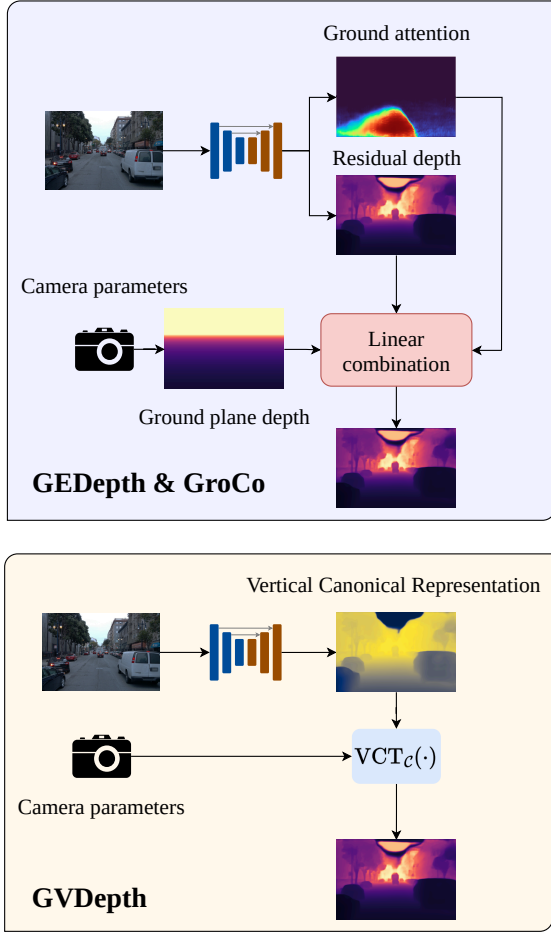 Ground attention
Residual depth
Camera parameters
Linear
combination
Ground plane depth
GEDepth & GroCo
Vertical Canonical Representation
VCT_C(·)
Camera parameters
GVDepth